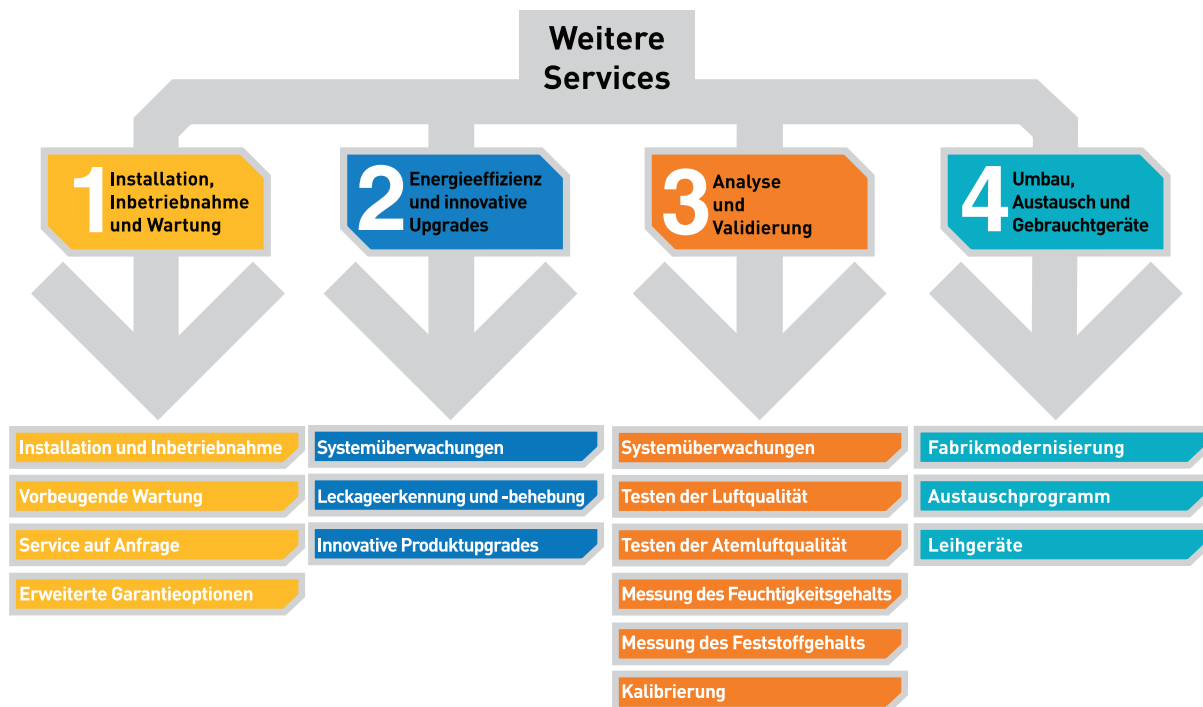 Weitere
Services
1
Installation,
Inbetriebnahme
und Wartung
2
Energieeffizienz
und innovative
Upgrades
3
Analyse
und
Validierung
4
Umbau,
Austausch und
Gebrauchtgeräte
Installation und Inbetriebnahme
Vorbeugende Wartung
Service auf Anfrage
Erweiterte Garantieoptionen
Systemüberwachungen
Leckageerkennung und -behebung
Innovative Produktupgrades
Systemüberwachungen
Testen der Luftqualität
Testen der Atemluftqualität
Messung des Feuchtigkeitsgehalts
Messung des Feststoffgehalts
Kalibrierung
Fabrikmodernisierung
Austauschprogramm
Leihgeräte